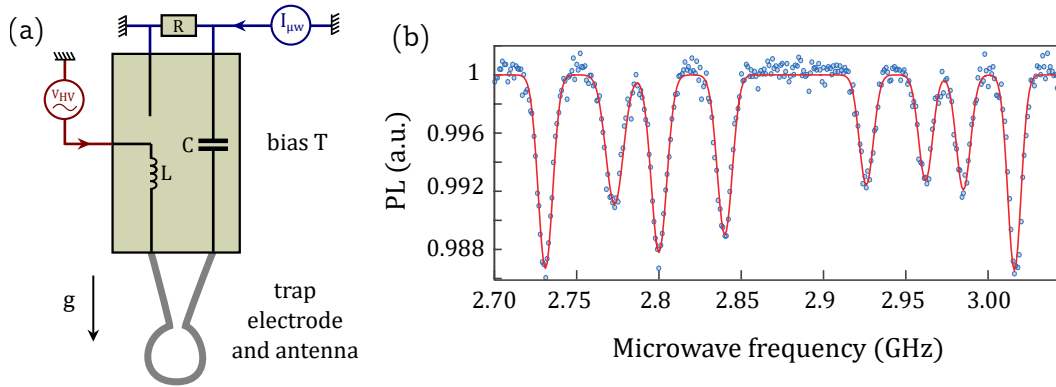 (a)
R
I_μw
V_HV
C
L
bias T
g
trap
electrode
and antenna
(b)
1
0.996
0.992
0.988
PL (a.u.)
2.70
2.75
2.8
2.85
2.9
2.95
3.00
Microwave frequency (GHz)